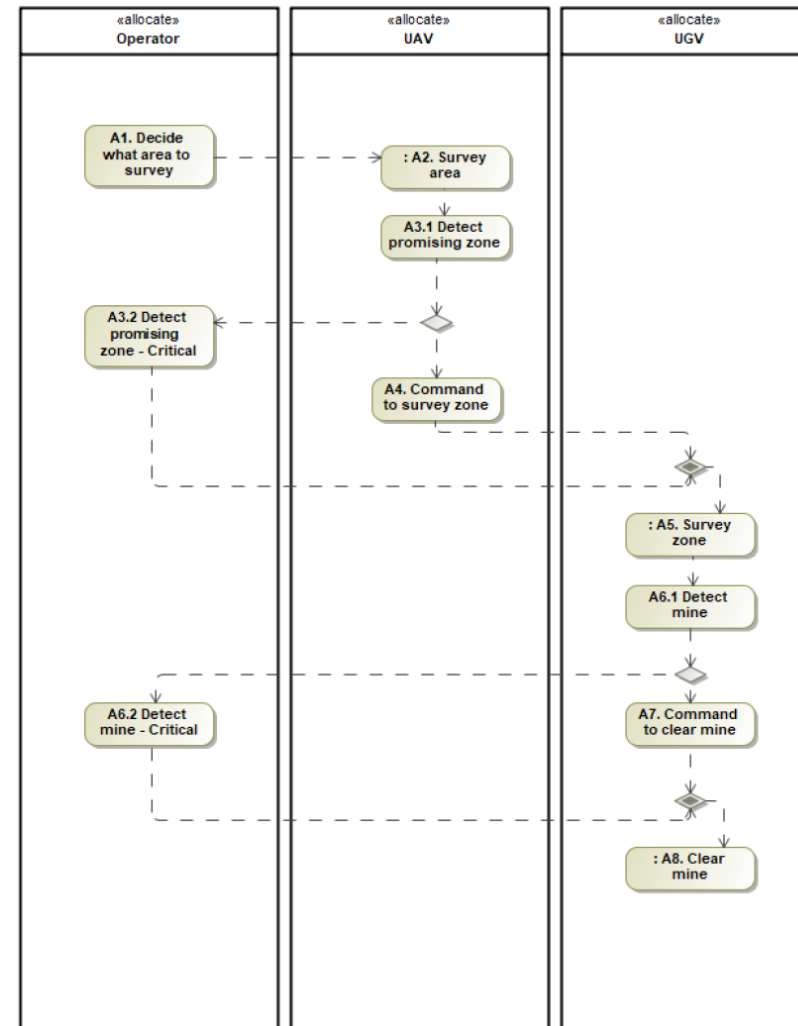 «allocate»
Operator
«allocate»
UAV
«allocate»
UGV
A1. Decide
what area to
survey
: A2. Survey
area
A3.1 Detect
promising zone
A3.2 Detect
promising
zone - Critical
A4. Command
to survey zone
: A5. Survey
zone
A6.1 Detect
mine
A6.2 Detect
mine - Critical
A7. Command
to clear mine
: A8. Clear
mine